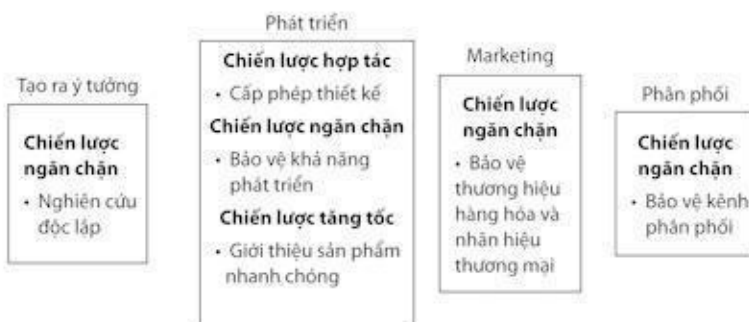 Tạo ra ý tưởng
Chiến lược
ngăn chặn
• Nghiên cứu
độc lập
Phát triển
Chiến lược hợp tác
• Cấp phép thiết kế
Chiến lược ngăn chặn
• Bảo vệ khả năng
phát triển
Chiến lược tăng tốc
• Giới thiệu sản phẩm
nhanh chóng
Marketing
Chiến lược
ngăn chặn
• Bảo vệ
thương hiệu
hàng hóa và
nhãn hiệu
thương mại
Phân phối
Chiến lược
ngăn chặn
• Bảo vệ kênh
phân phối